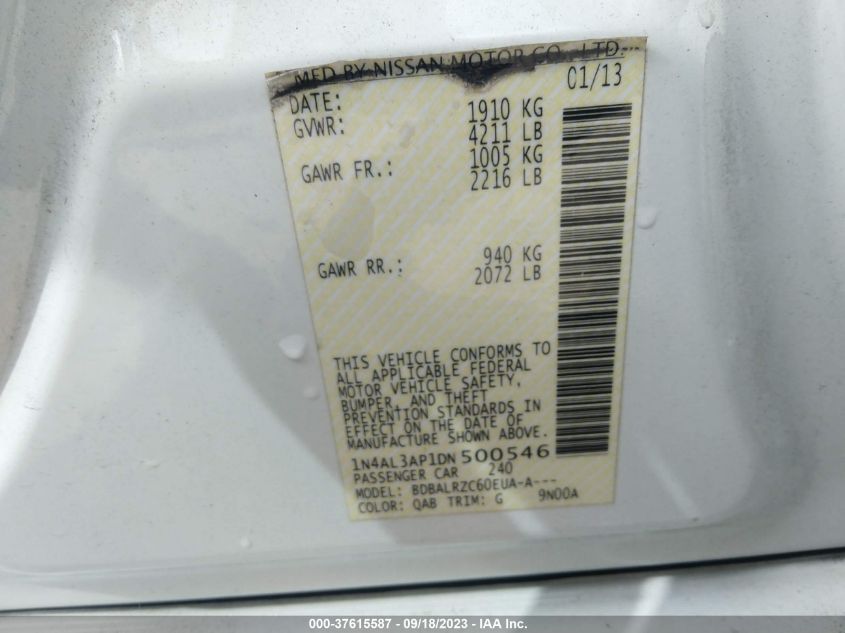 MFD BY NISSAN MOTOR CO., LTD.
DATE: 01/13
GVWR: 1910 KG
4211 LB
GAWR FR.: 1005 KG
2216 LB
GAWR RR.: 940 KG
2072 LB
THIS VEHICLE CONFORMS TO
ALL APPLICABLE FEDERAL
MOTOR VEHICLE SAFETY,
BUMPER, AND THEFT
PREVENTION STANDARDS IN
EFFECT ON THE DATE OF
MANUFACTURE SHOWN ABOVE.
1N4AL3AP1DN500546
PASSENGER CAR 240
MODEL: BDBALRZC60EUA-A---
COLOR: QAB TRIM: G 9N00A
000-37615587 - 09/18/2023 - IAA Inc.